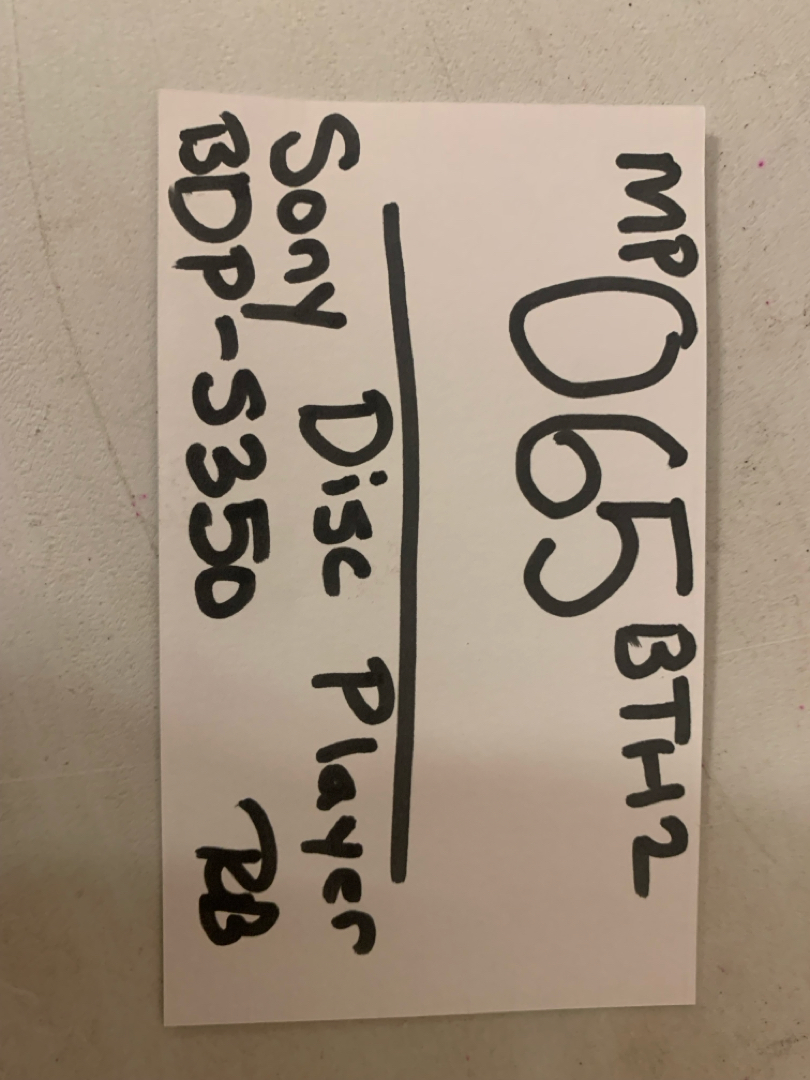 MP 065 BTH2
Sony Disc Player
BDP-S350 RB